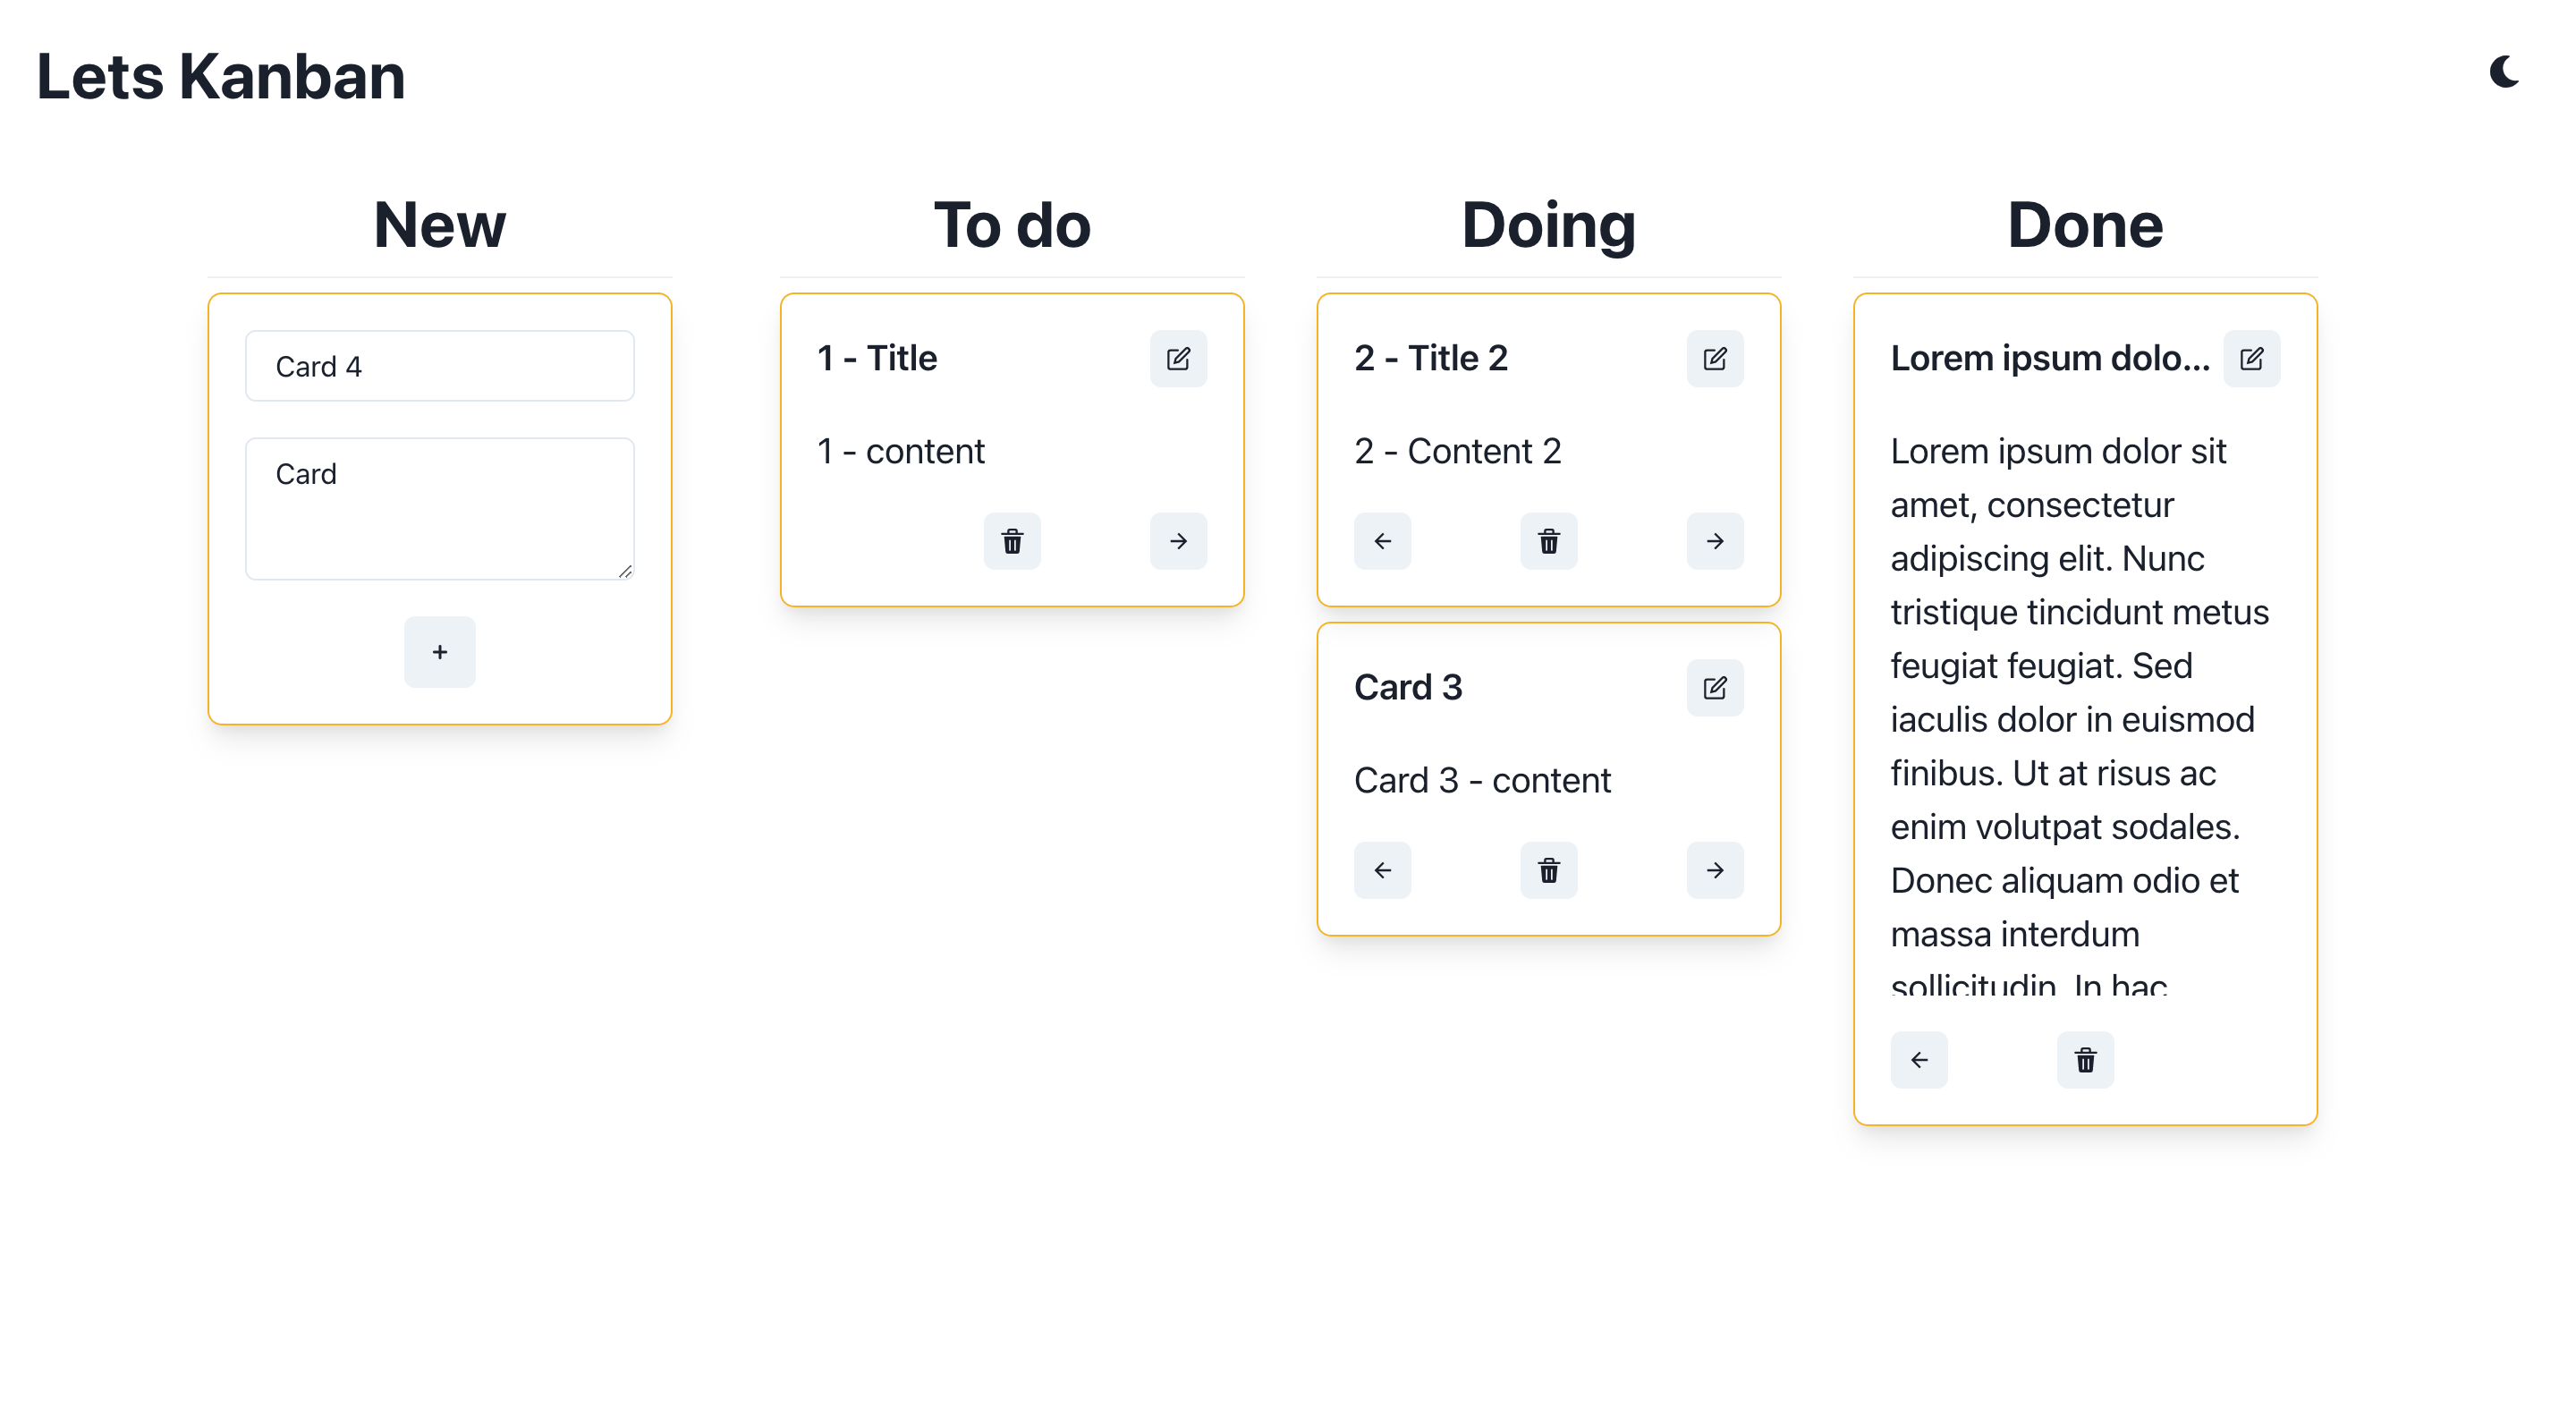 Lets Kanban
New
Card 4
Card
+
To do
1 - Title
1 - content
Doing
2 - Title 2
2 - Content 2
Card 3
Card 3 - content
Done
Lorem ipsum dolo...
Lorem ipsum dolor sit
amet, consectetur
adipiscing elit. Nunc
tristique tincidunt metus
feugiat feugiat. Sed
iaculis dolor in euismod
finibus. Ut at risus ac
enim volutpat sodales.
Donec aliquam odio et
massa interdum
sollicitudin. In hac